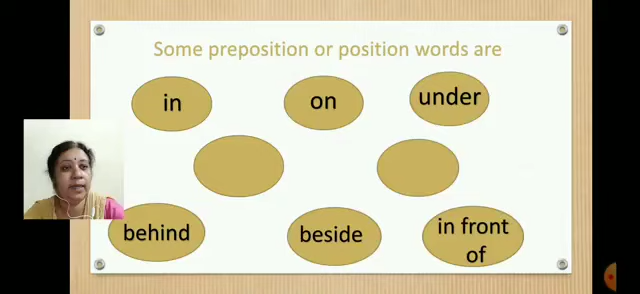 Some preposition or position words are
in
on
under
behind
beside
in front
of